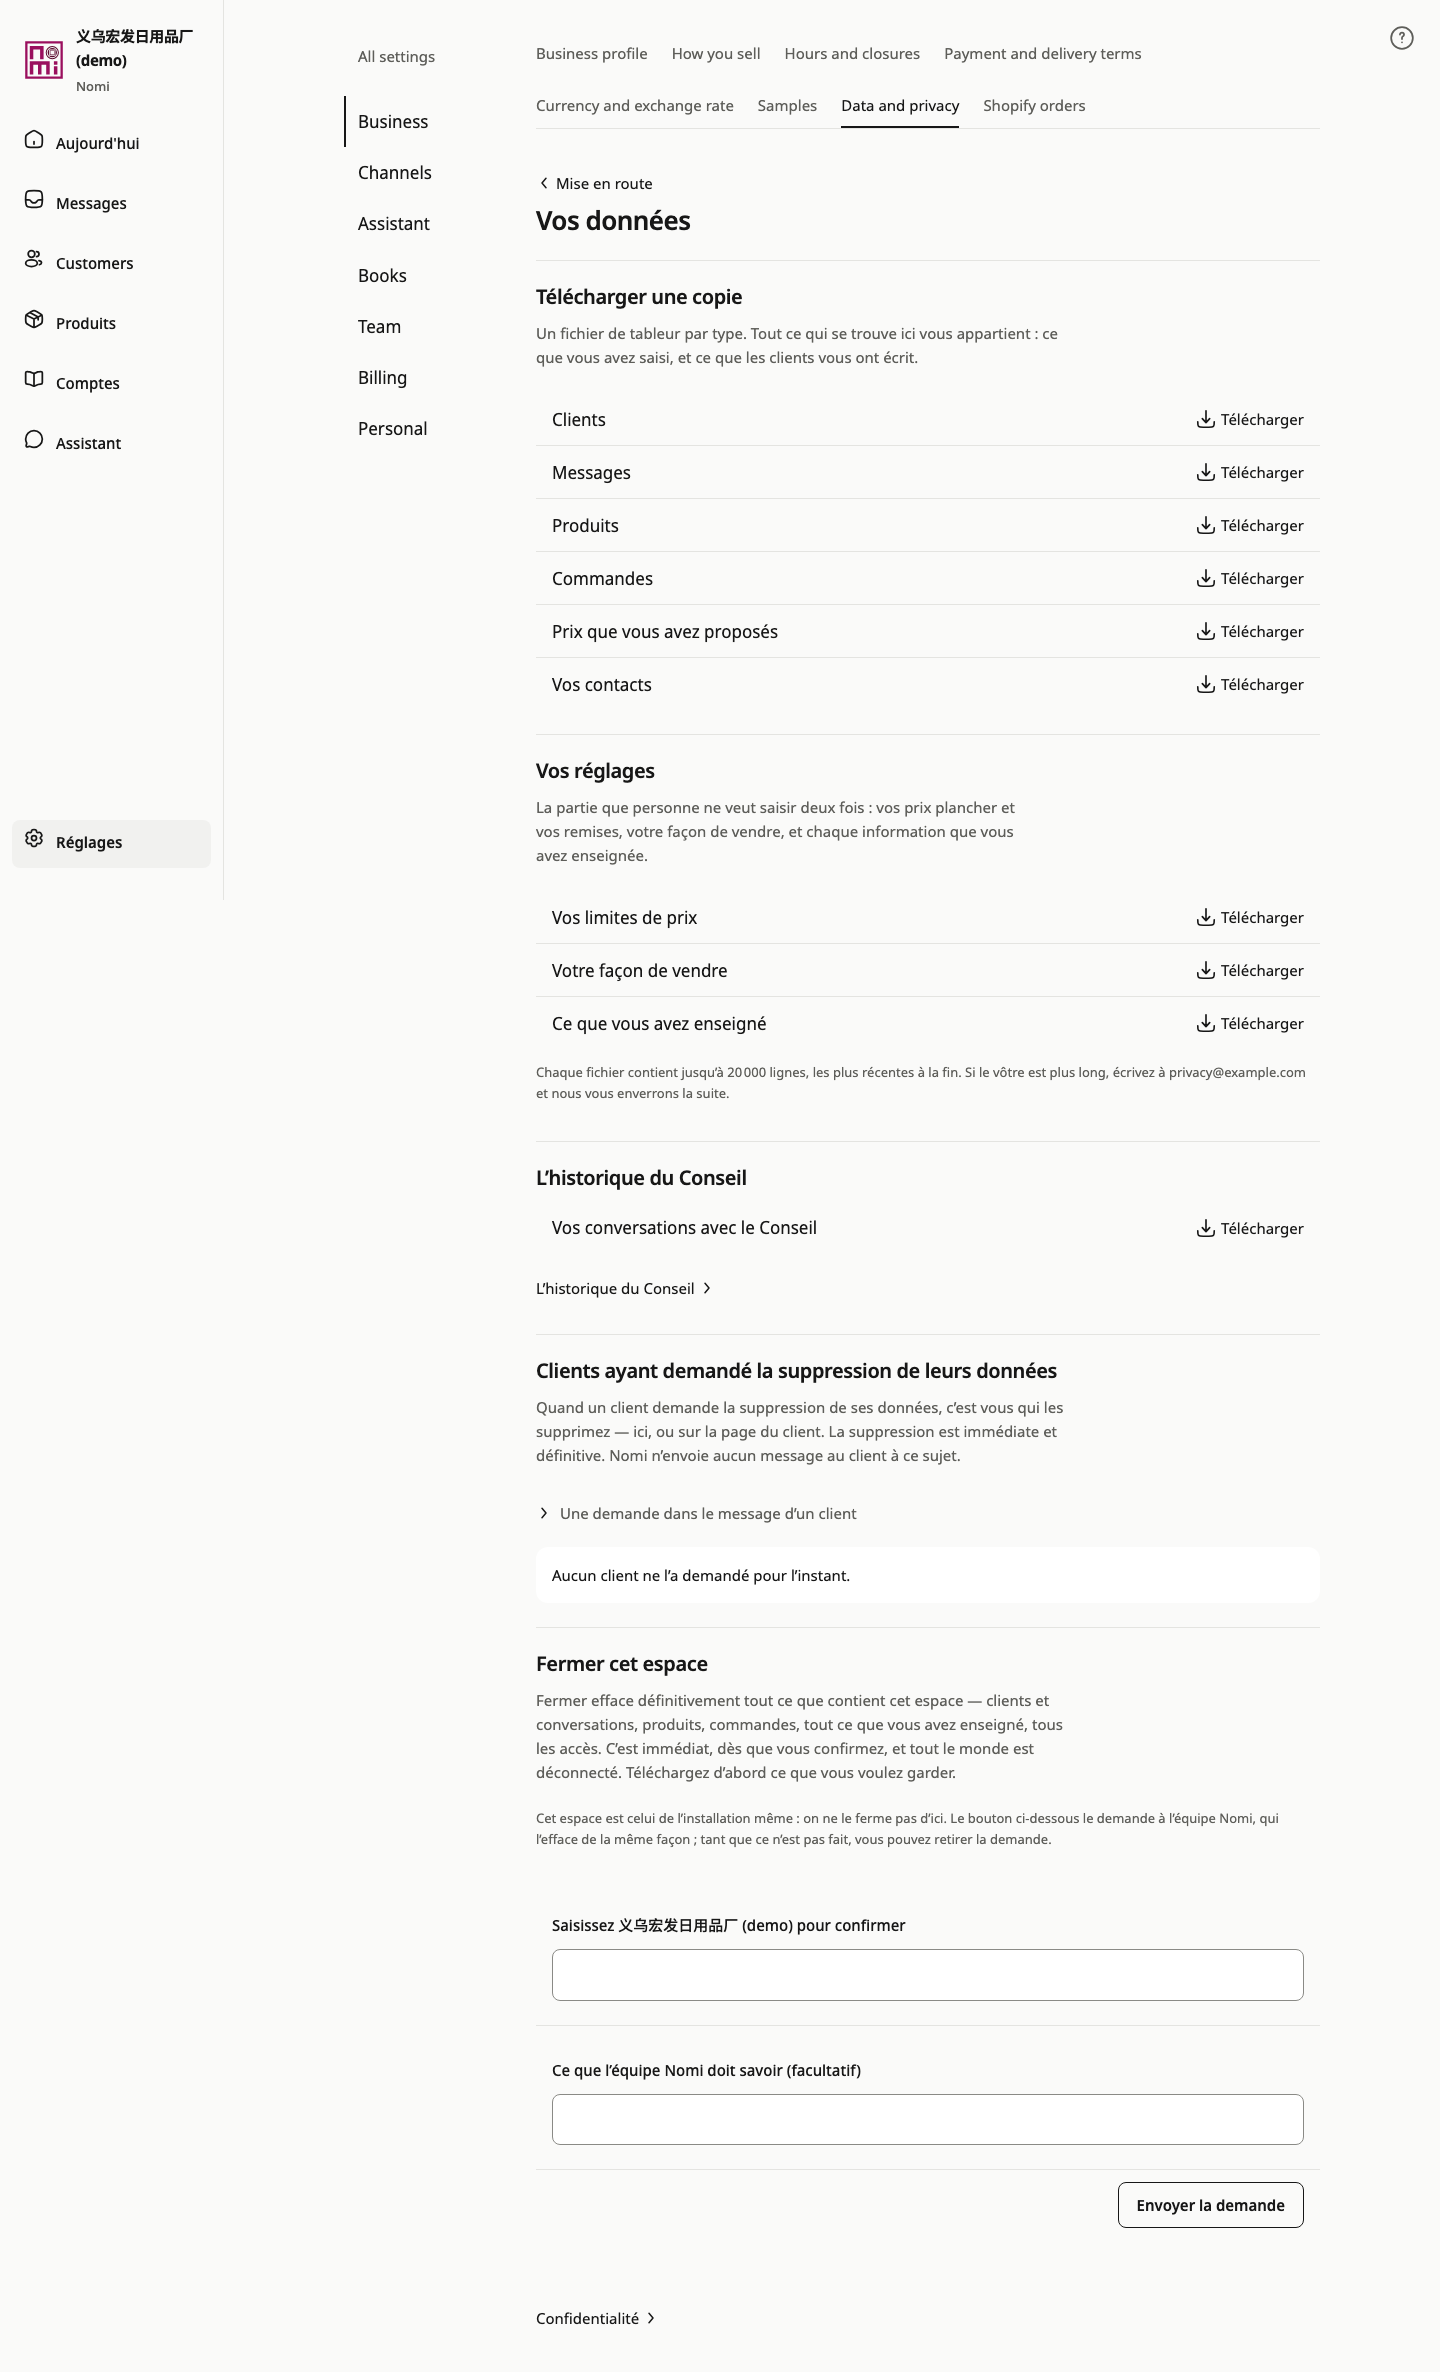 义乌宏发日用品厂
(demo)
Nomi
Aujourd'hui
Messages
Customers
Produits
Comptes
Assistant
Réglages
All settings
Business
Channels
Assistant
Books
Team
Billing
Personal
Business profile
How you sell
Hours and closures
Payment and delivery terms
Currency and exchange rate
Samples
Data and privacy
Shopify orders
Mise en route
Vos données
Télécharger une copie
Un fichier de tableur par type. Tout ce qui se trouve ici vous appartient : ce
que vous avez saisi, et ce que les clients vous ont écrit.
Clients
Télécharger
Messages
Télécharger
Produits
Télécharger
Commandes
Télécharger
Prix que vous avez proposés
Télécharger
Vos contacts
Télécharger
Vos réglages
La partie que personne ne veut saisir deux fois : vos prix plancher et
vos remises, votre façon de vendre, et chaque information que vous
avez enseignée.
Vos limites de prix
Télécharger
Votre façon de vendre
Télécharger
Ce que vous avez enseigné
Télécharger
Chaque fichier contient jusqu’à 20 000 lignes, les plus récentes à la fin. Si le vôtre est plus long, écrivez à privacy@example.com
et nous vous enverrons la suite.
L’historique du Conseil
Vos conversations avec le Conseil
Télécharger
L’historique du Conseil
Clients ayant demandé la suppression de leurs données
Quand un client demande la suppression de ses données, c’est vous qui les
supprimez — ici, ou sur la page du client. La suppression est immédiate et
définitive. Nomi n’envoie aucun message au client à ce sujet.
Une demande dans le message d’un client
Aucun client ne l’a demandé pour l’instant.
Fermer cet espace
Fermer efface définitivement tout ce que contient cet espace — clients et
conversations, produits, commandes, tout ce que vous avez enseigné, tous
les accès. C’est immédiat, dès que vous confirmez, et tout le monde est
déconnecté. Téléchargez d’abord ce que vous voulez garder.
Cet espace est celui de l’installation même : on ne le ferme pas d’ici. Le bouton ci-dessous le demande à l’équipe Nomi, qui
l’efface de la même façon ; tant que ce n’est pas fait, vous pouvez retirer la demande.
Saisissez 义乌宏发日用品厂 (demo) pour confirmer
Ce que l’équipe Nomi doit savoir (facultatif)
Envoyer la demande
Confidentialité